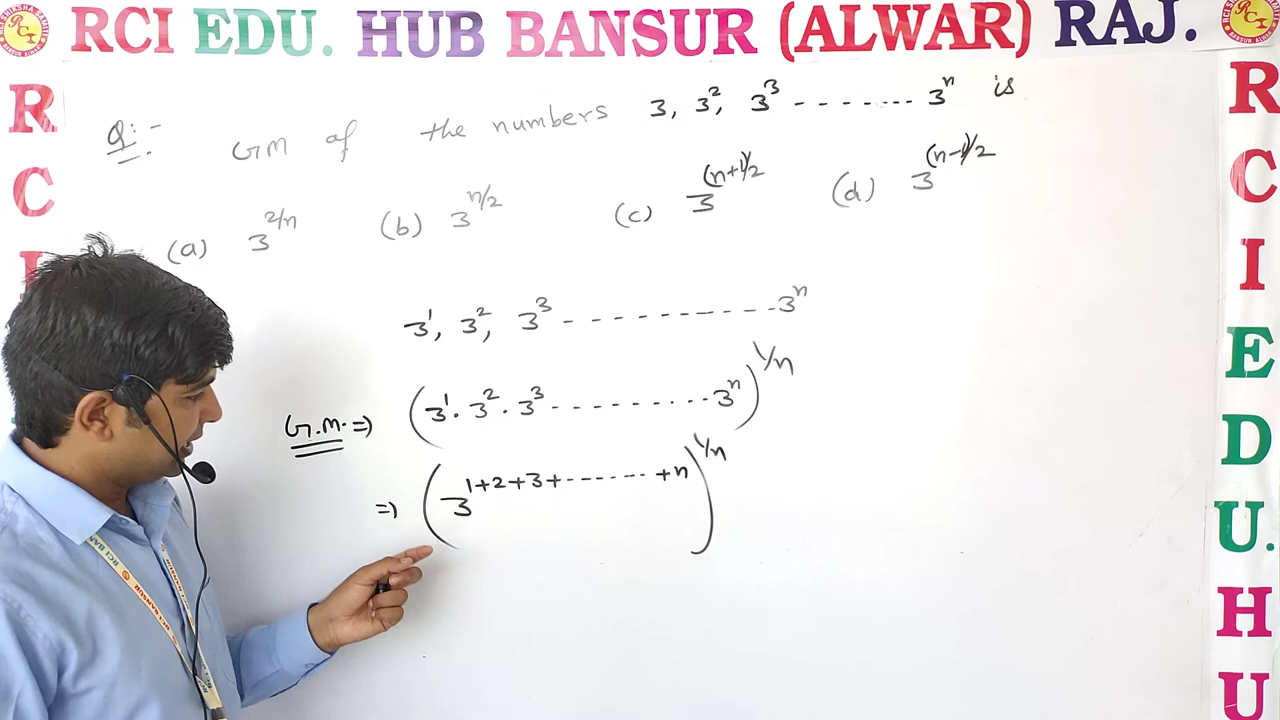 RCI EDU. HUB BANSUR (ALWAR) RAJ.
Q:- GM of the numbers 3, 3², 3³ -------- 3ⁿ is
(a) 3^{2/n} (b) 3^{n/2} (c) 3^{(n+1)/2} (d) 3^{(n-1)/2}
3¹, 3², 3³ ----------- 3ⁿ
G.M. => (3¹ · 3² · 3³ ---------- 3ⁿ)^{1/n}
=> (3^{1+2+3+------+n})^{1/n}
R
C
I
R
C
I
E
D
U.
H
U
RCI BANSUR